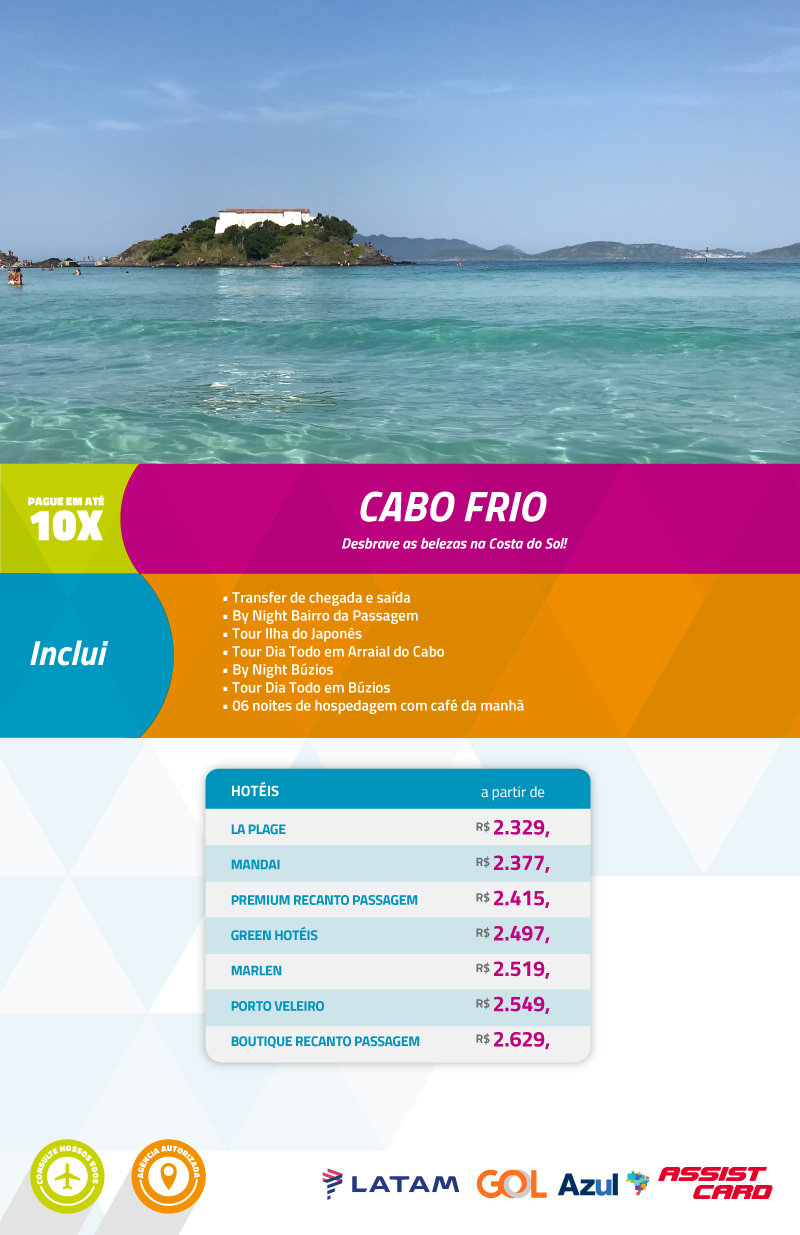 PAGUE EM ATÉ
10X
CABO FRIO
Desbrave as belezas na Costa do Sol!
Inclui
▪ Transfer de chegada e saída
▪ By Night Bairro da Passagem
▪ Tour Ilha do Japonês
▪ Tour Dia Todo em Arraial do Cabo
▪ By Night Búzios
▪ Tour Dia Todo em Búzios
▪ 06 noites de hospedagem com café da manhã
HOTÉIS a partir de
LA PLAGE R$ 2.329,
MANDAI R$ 2.377,
PREMIUM RECANTO PASSAGEM R$ 2.415,
GREEN HOTÉIS R$ 2.497,
MARLEN R$ 2.519,
PORTO VELEIRO R$ 2.549,
BOUTIQUE RECANTO PASSAGEM R$ 2.629,
CONSULTE NOSSOS VOOS
AGÊNCIA AUTORIZADA
LATAM
GOL
Azul
ASSIST
CARD